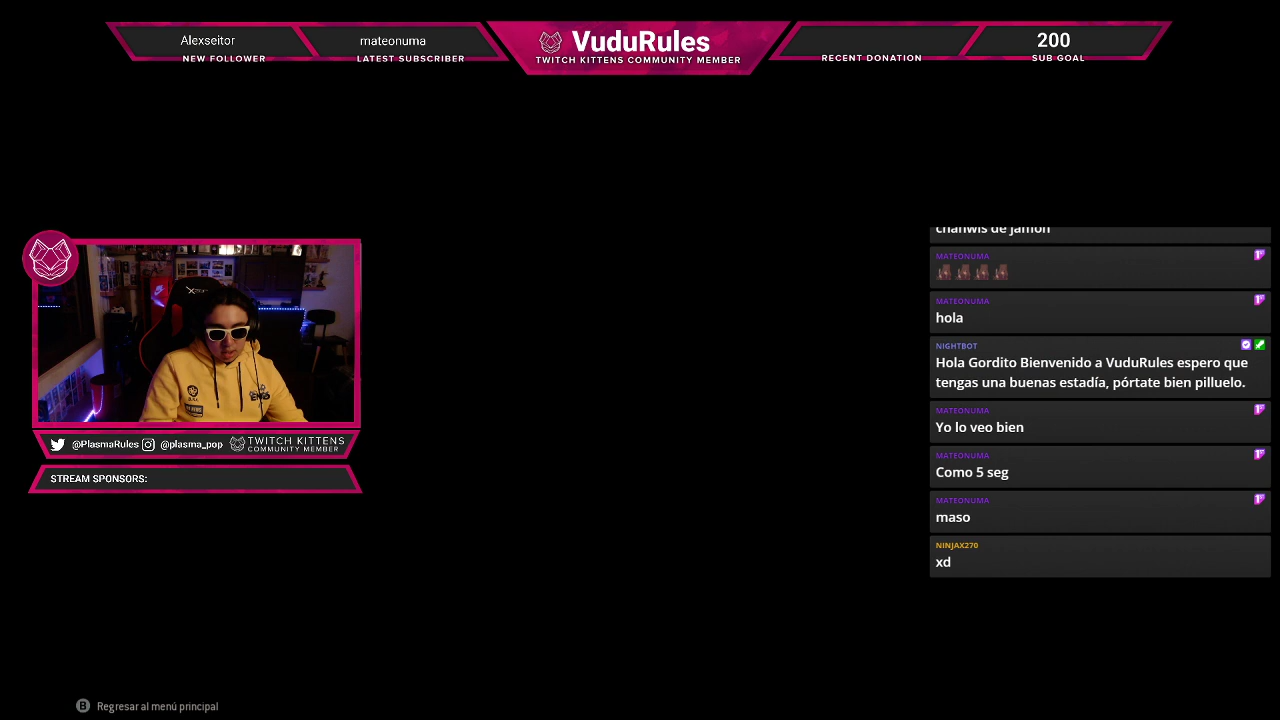 Alexseitor
NEW FOLLOWER
mateonuma
LATEST SUBSCRIBER
VuduRules
TWITCH KITTENS COMMUNITY MEMBER
RECENT DONATION
200
SUB GOAL
@PlasmaRules
@plasma_pop
TWITCH KITTENS
COMMUNITY MEMBER
STREAM SPONSORS:
chanwis de jamon
MATEONUMA
MATEONUMA
hola
NIGHTBOT
Hola Gordito Bienvenido a VuduRules espero que
tengas una buenas estadía, pórtate bien pilluelo.
MATEONUMA
Yo lo veo bien
MATEONUMA
Como 5 seg
MATEONUMA
maso
NINJAX270
xd
B Regresar al menú principal